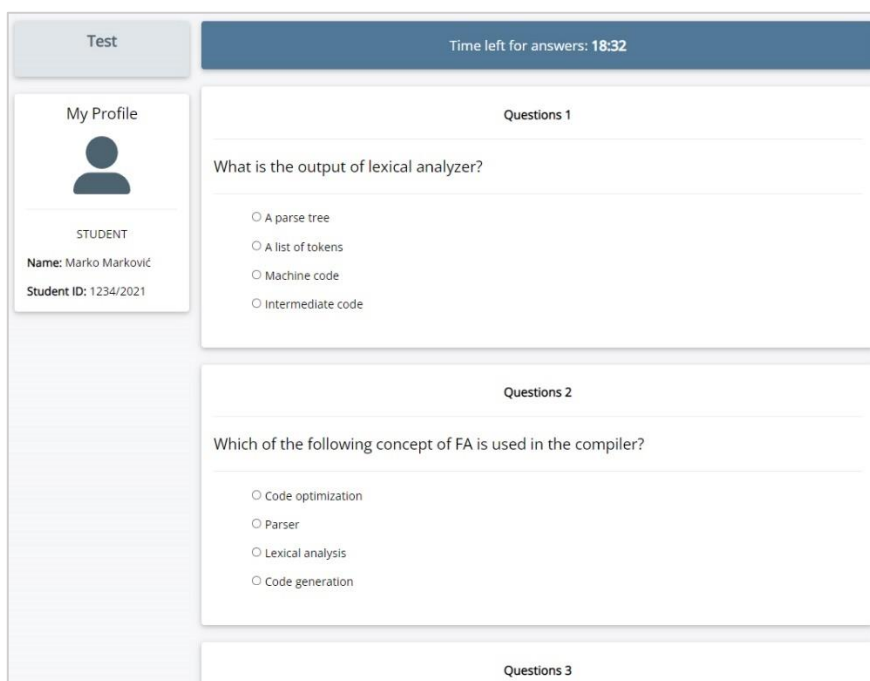 Test
Time left for answers: 18:32
My Profile
STUDENT
Name: Marko Marković
Student ID: 1234/2021
Questions 1
What is the output of lexical analyzer?
A parse tree
A list of tokens
Machine code
Intermediate code
Questions 2
Which of the following concept of FA is used in the compiler?
Code optimization
Parser
Lexical analysis
Code generation
Questions 3